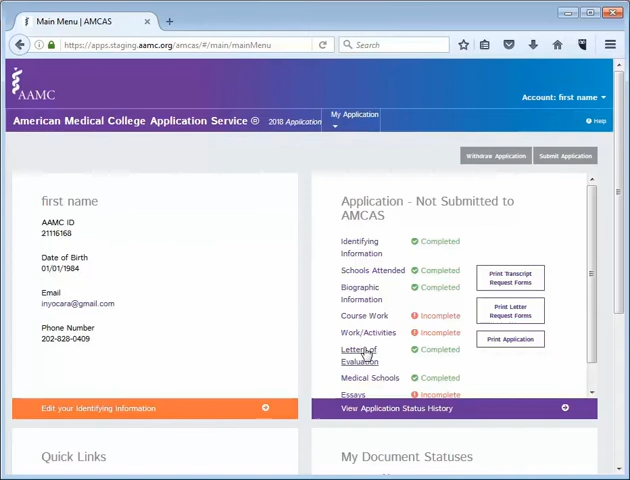 Main Menu | AMCAS
https://apps.staging.aamc.org/amcas/#/main/mainMenu
Search
AAMC
Account: first name
American Medical College Application Service ®
2018 Application
My Application
Help
Withdraw Application
Submit Application
first name
AAMC ID
21116168
Date of Birth
01/01/1984
Email
inyocara@gmail.com
Phone Number
202-828-0409
Edit your Identifying Information
Application - Not Submitted to
AMCAS
Identifying
Information
Completed
Schools Attended
Completed
Biographic
Information
Completed
Course Work
Incomplete
Work/Activities
Incomplete
Letters of
Evaluation
Completed
Medical Schools
Completed
Essays
Incomplete
Print Transcript
Request Forms
Print Letter
Request Forms
Print Application
View Application Status History
Quick Links
My Document Statuses